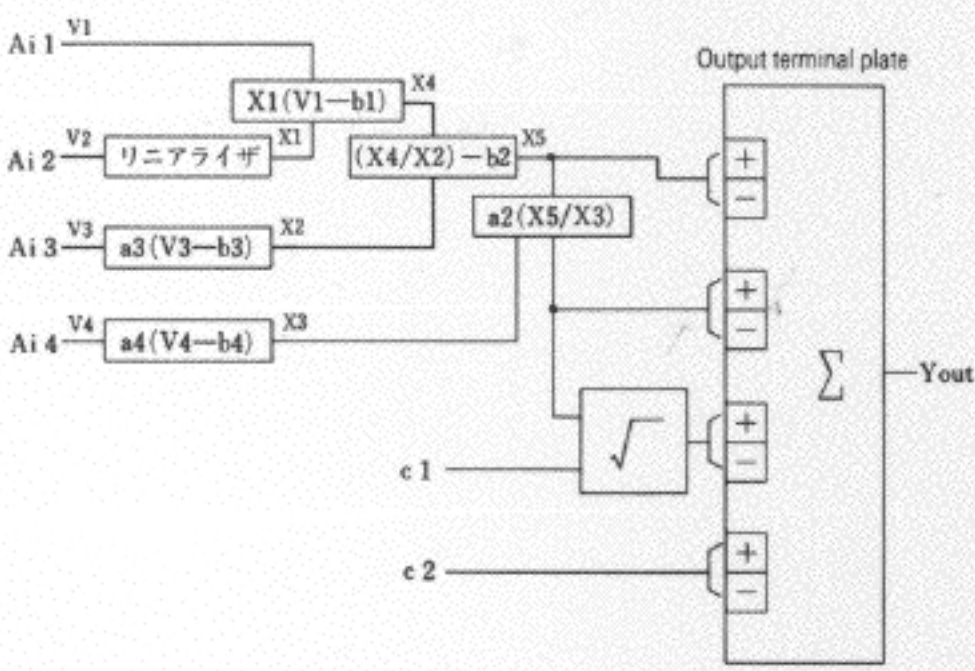 Ai 1 V1
X1(V1—b1) X4
Output terminal plate
Ai 2 V2 リニアライザ X1
(X4/X2)−b2 X5
+
−
a2(X5/X3)
Ai 3 V3 a3(V3—b3) X2
+
−
Ai 4 V4 a4(V4—b4) X3
Σ
Yout
+
−
√
c 1
c 2
+
−